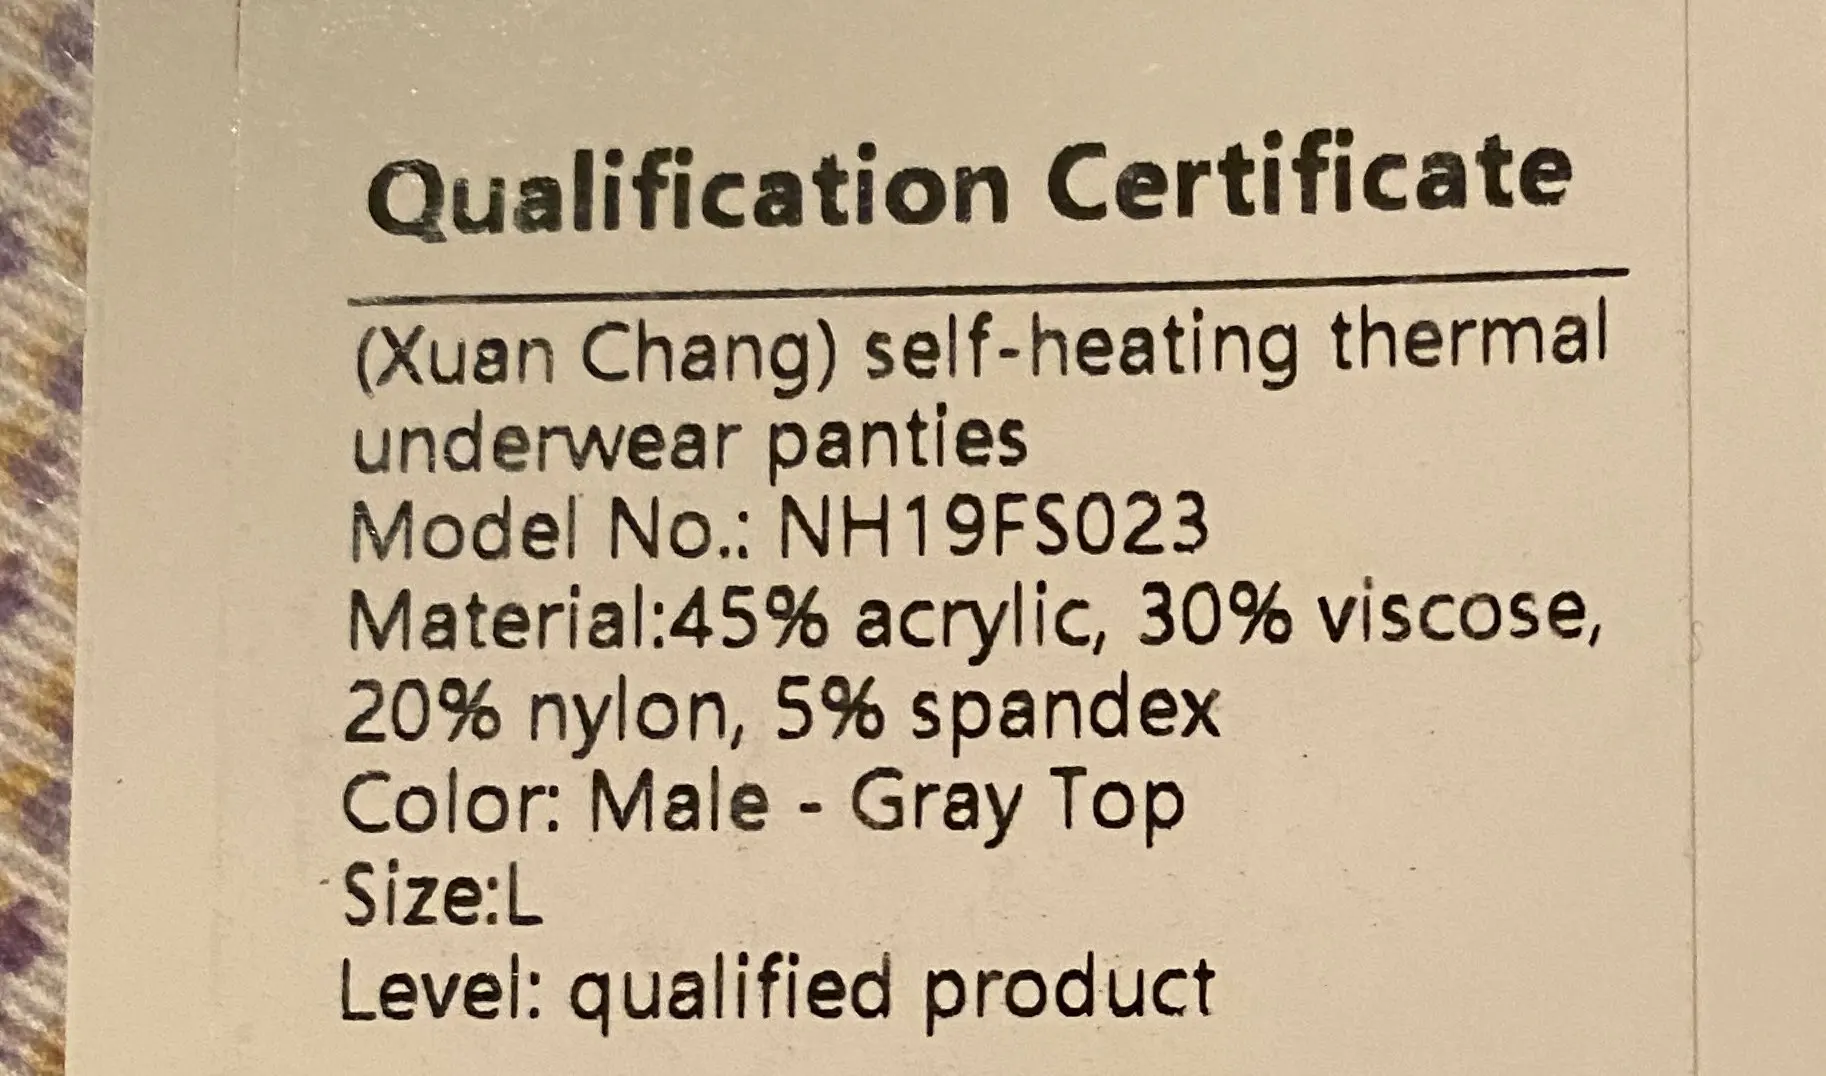 Qualification Certificate
(Xuan Chang) self-heating thermal
underwear panties
Model No.: NH19FS023
Material:45% acrylic, 30% viscose,
20% nylon, 5% spandex
Color: Male - Gray Top
Size:L
Level: qualified product